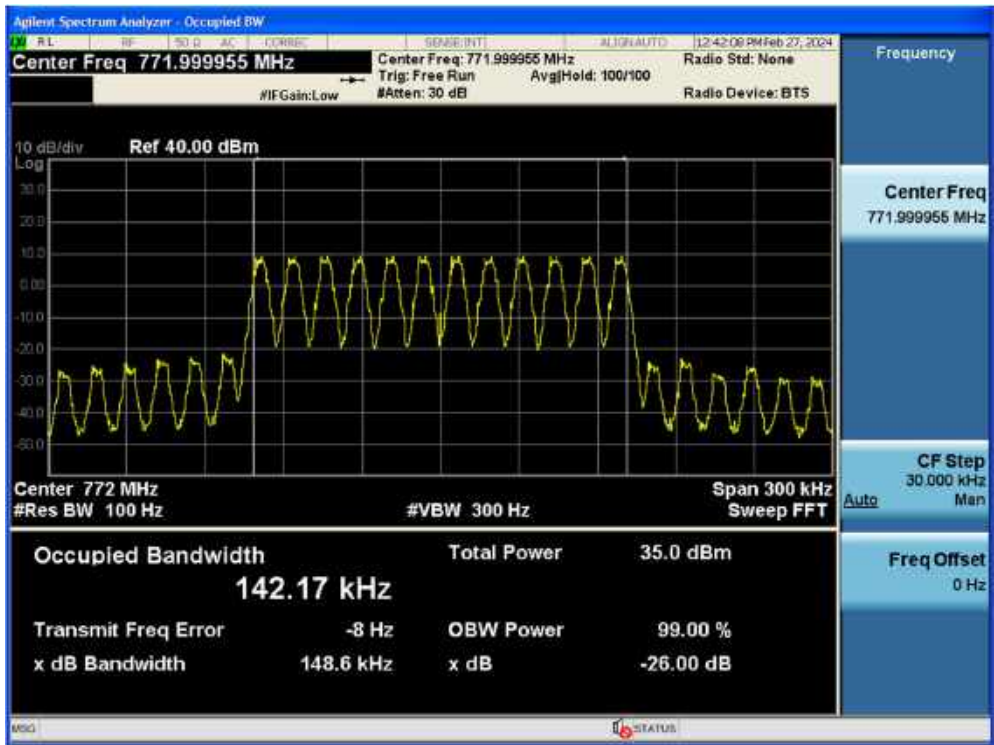 Agilent Spectrum Analyzer - Occupied BW
RL RF 50 Ω AC CORREC SENSE:INT ALIGN AUTO 12:42:08 PM Feb 27, 2024
Center Freq 771.999955 MHz
Center Freq: 771.999955 MHz
Radio Std: None
Trig: Free Run Avg|Hold: 100/100
#IFGain:Low
#Atten: 30 dB
Radio Device: BTS
10 dB/div Ref 40.00 dBm
Log
30.0
20.0
10.0
0.00
-10.0
-20.0
-30.0
-40.0
-50.0
Center 772 MHz
Span 300 kHz
#Res BW 100 Hz
#VBW 300 Hz
Sweep FFT
Occupied Bandwidth
142.17 kHz
Total Power 35.0 dBm
Transmit Freq Error -8 Hz
OBW Power 99.00 %
x dB Bandwidth 148.6 kHz
x dB -26.00 dB
Frequency
Center Freq
771.999955 MHz
CF Step
30.000 kHz
Auto Man
Freq Offset
0 Hz
MSG
STATUS